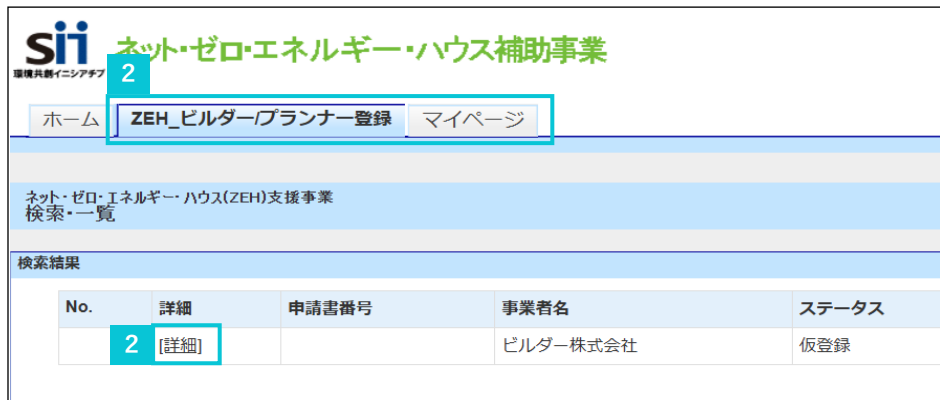 sii ネット・ゼロ・エネルギー・ハウス補助事業
環境共創イニシアチブ
2
ホーム ZEH_ビルダー/プランナー登録 マイページ
ネット・ゼロ・エネルギー・ハウス(ZEH)支援事業
検索・一覧
検索結果
No. 詳細 申請書番号 事業者名 ステータス
2 [詳細] ビルダー株式会社 仮登録